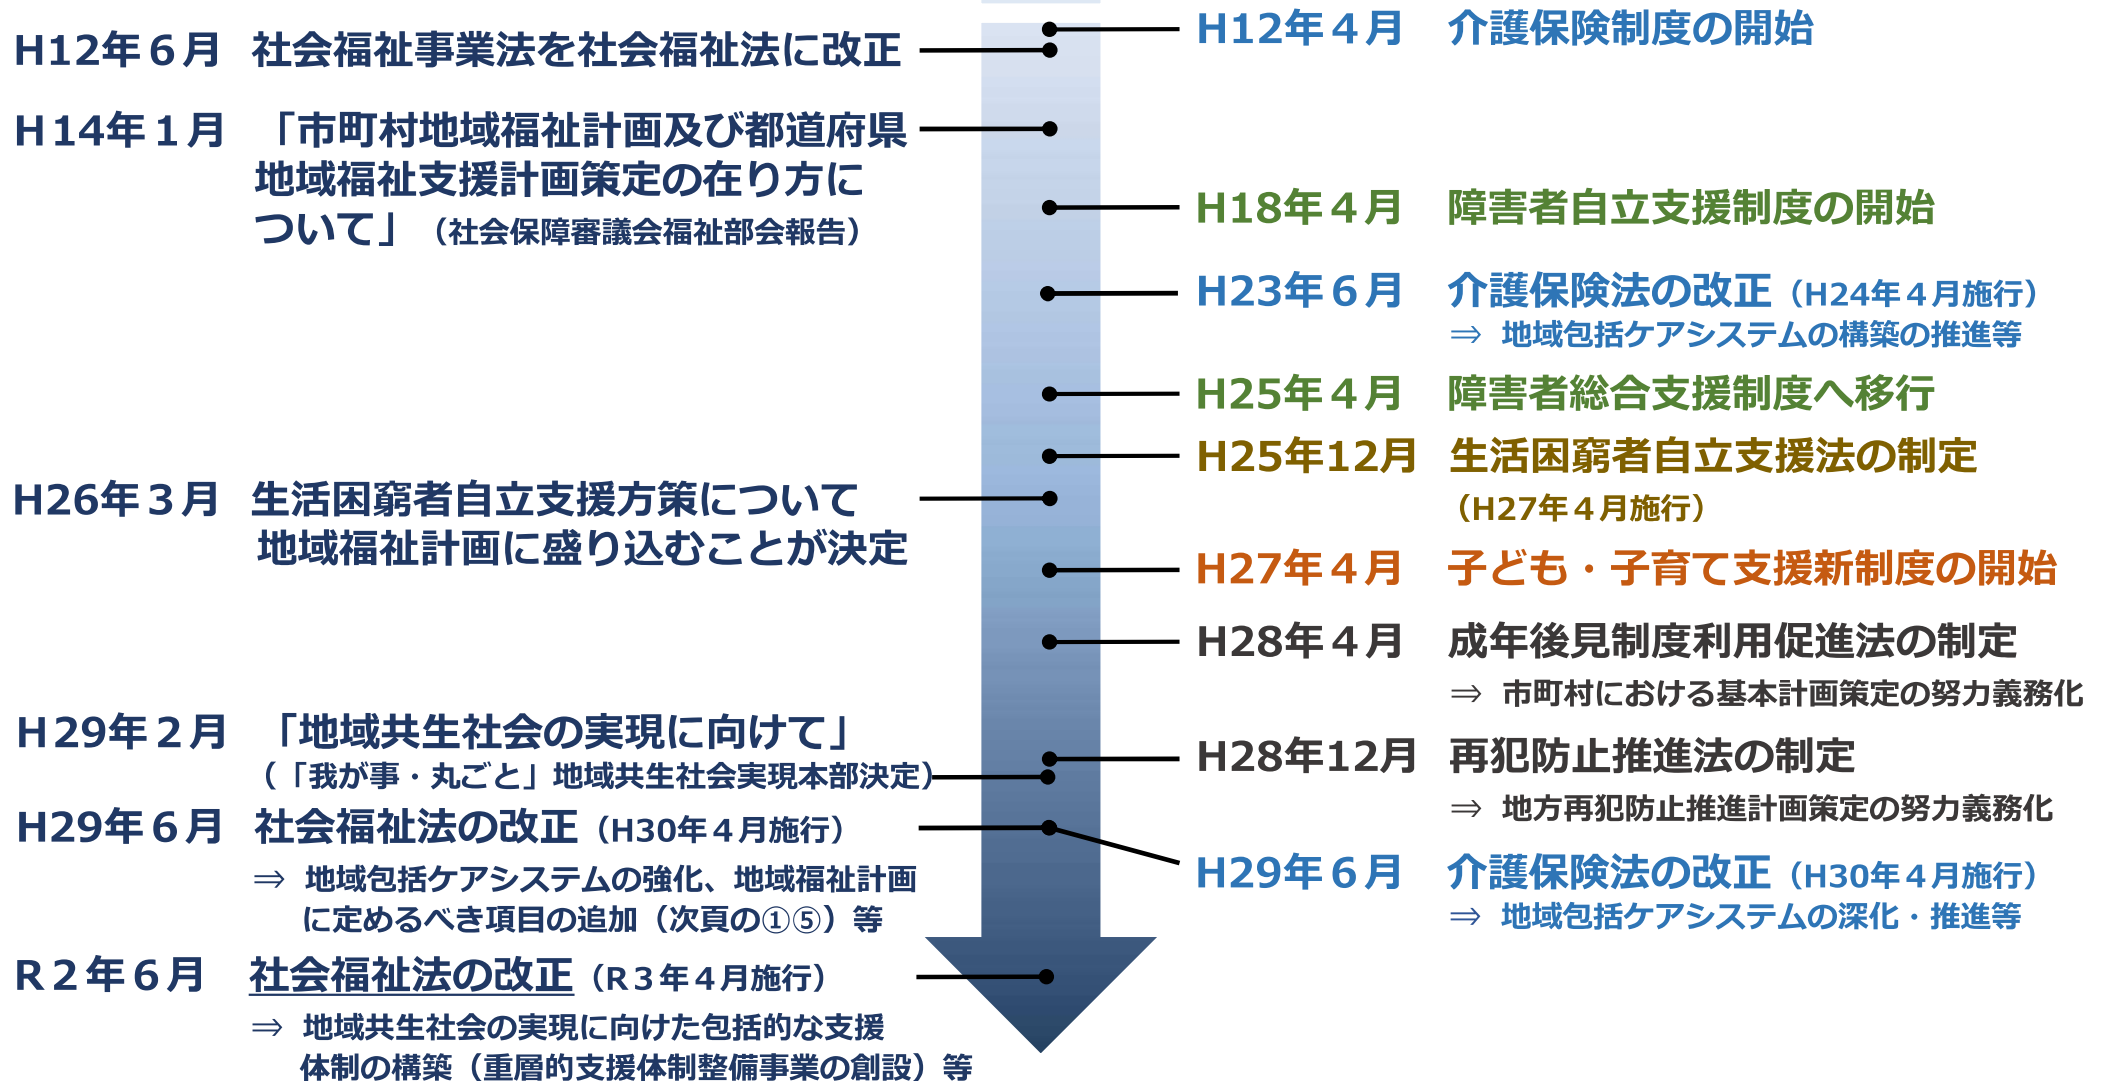 H12年６月 社会福祉事業法を社会福祉法に改正
H14年１月 「市町村地域福祉計画及び都道府県
地域福祉支援計画策定の在り方に
ついて」（社会保障審議会福祉部会報告）
H26年３月 生活困窮者自立支援方策について
地域福祉計画に盛り込むことが決定
H29年２月 「地域共生社会の実現に向けて」
（「我が事・丸ごと」地域共生社会実現本部決定）
H29年６月 社会福祉法の改正（H30年４月施行）
⇒ 地域包括ケアシステムの強化、地域福祉計画
に定めるべき項目の追加（次頁の①⑤）等
R２年６月 社会福祉法の改正（R３年４月施行）
⇒ 地域共生社会の実現に向けた包括的な支援
体制の構築（重層的支援体制整備事業の創設）等
H12年４月 介護保険制度の開始
H18年４月 障害者自立支援制度の開始
H23年６月 介護保険法の改正（H24年４月施行）
⇒ 地域包括ケアシステムの構築の推進等
H25年４月 障害者総合支援制度へ移行
H25年12月 生活困窮者自立支援法の制定
（H27年４月施行）
H27年４月 子ども・子育て支援新制度の開始
H28年４月 成年後見制度利用促進法の制定
⇒ 市町村における基本計画策定の努力義務化
H28年12月 再犯防止推進法の制定
⇒ 地方再犯防止推進計画策定の努力義務化
H29年６月 介護保険法の改正（H30年４月施行）
⇒ 地域包括ケアシステムの深化・推進等